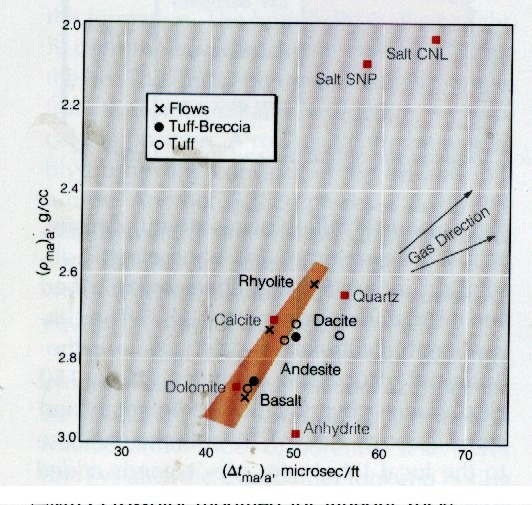 2.0
2.2
2.4
2.6
2.8
3.0
(ρma)a, g/cc
Salt CNL
Salt SNP
× Flows
● Tuff-Breccia
○ Tuff
Gas Direction
Rhyolite
Quartz
Calcite
Dacite
Andesite
Dolomite
Basalt
Anhydrite
30 40 50 60 70
(Δtma)a, microsec/ft